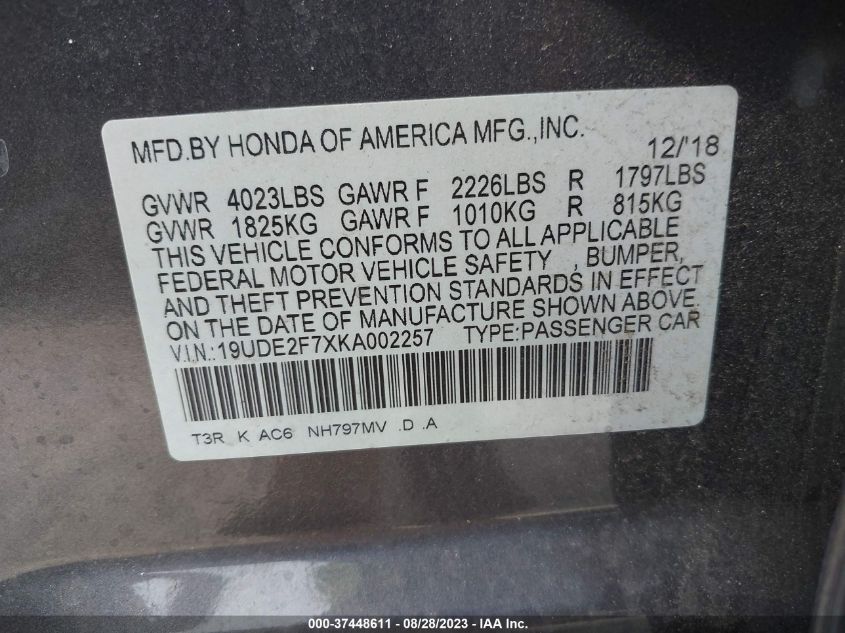 MFD.BY HONDA OF AMERICA MFG.,INC. 12/'18
GVWR 4023LBS GAWR F 2226LBS R 1797LBS
GVWR 1825KG GAWR F 1010KG R 815KG
THIS VEHICLE CONFORMS TO ALL APPLICABLE
FEDERAL MOTOR VEHICLE SAFETY , BUMPER,
AND THEFT PREVENTION STANDARDS IN EFFECT
ON THE DATE OF MANUFACTURE SHOWN ABOVE.
V.I.N.:19UDE2F7XKA002257 TYPE:PASSENGER CAR
T3R K AC6 NH797MV .D .A
000-37448611 - 08/28/2023 - IAA Inc.